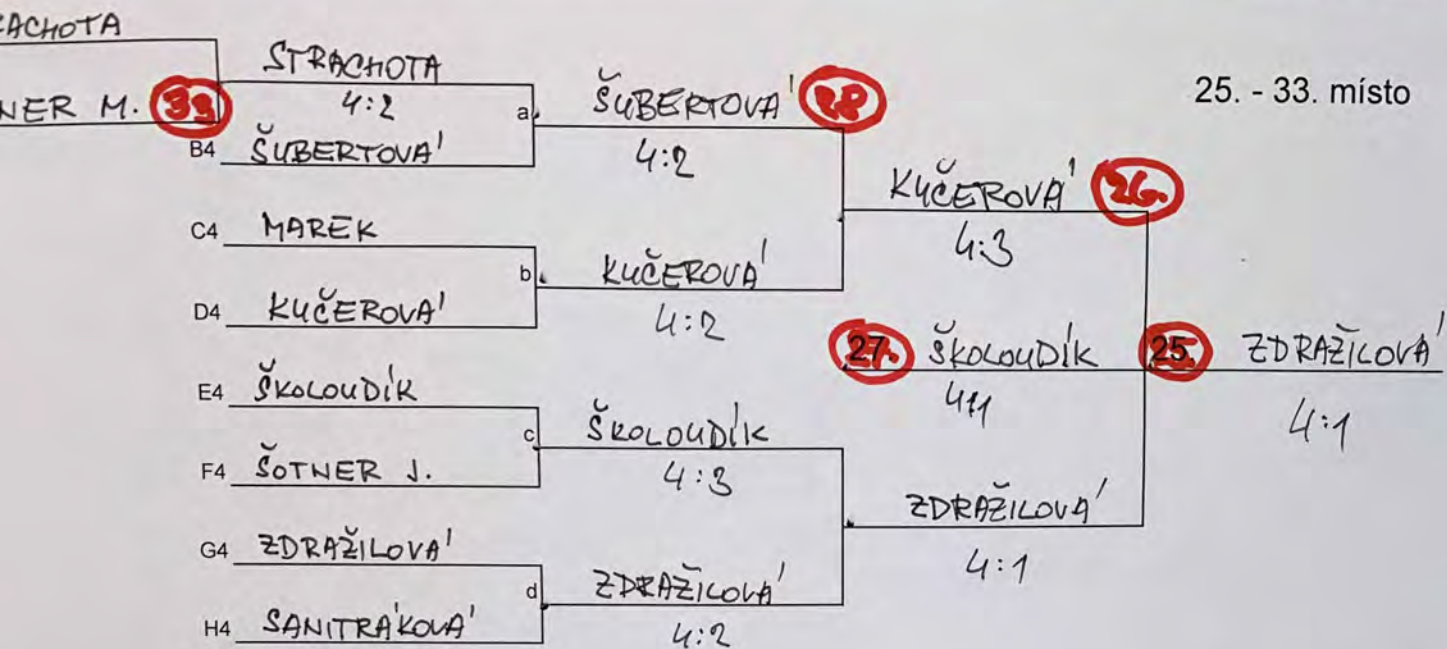 ACHOTA
NER M. 33
STRACHOTA
4:2
a
B4 ŠUBERTOVÁ
ŠUBERTOVÁ 28
4:2
25. - 33. místo
C4 MAREK
b
D4 KUČEROVÁ
KUČEROVÁ
4:2
KUČEROVÁ 26.
4:3
E4 ŠKOLOUDÍK
c
F4 ŠOTNER J.
ŠKOLOUDÍK
4:3
27. ŠKOLOUDÍK
25. ZDRAŽILOVÁ
4:1
G4 ZDRAŽILOVÁ
d
H4 SANITRÁKOVÁ
ZDRAŽILOVÁ
4:2
ZDRAŽILOVÁ
4:1